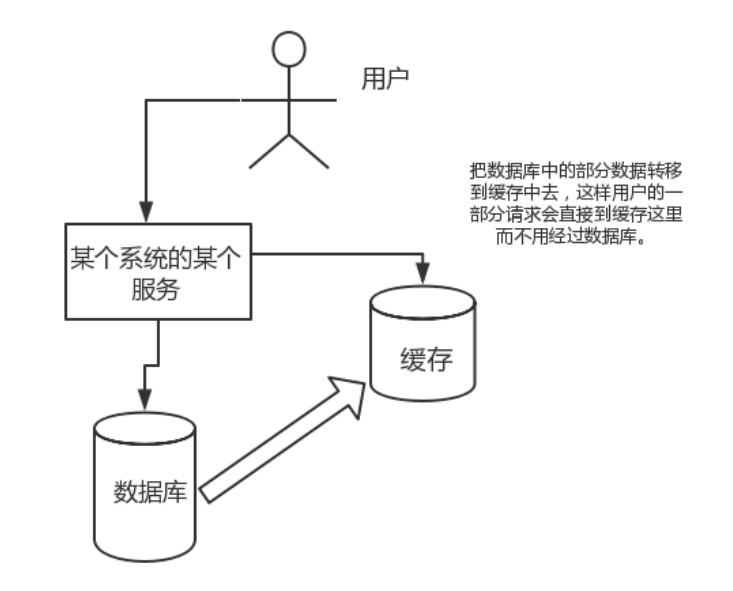 用户
把数据库中的部分数据转移
到缓存中去，这样用户的一
部分请求会直接到缓存这里
而不用经过数据库。
某个系统的某个
服务
缓存
数据库